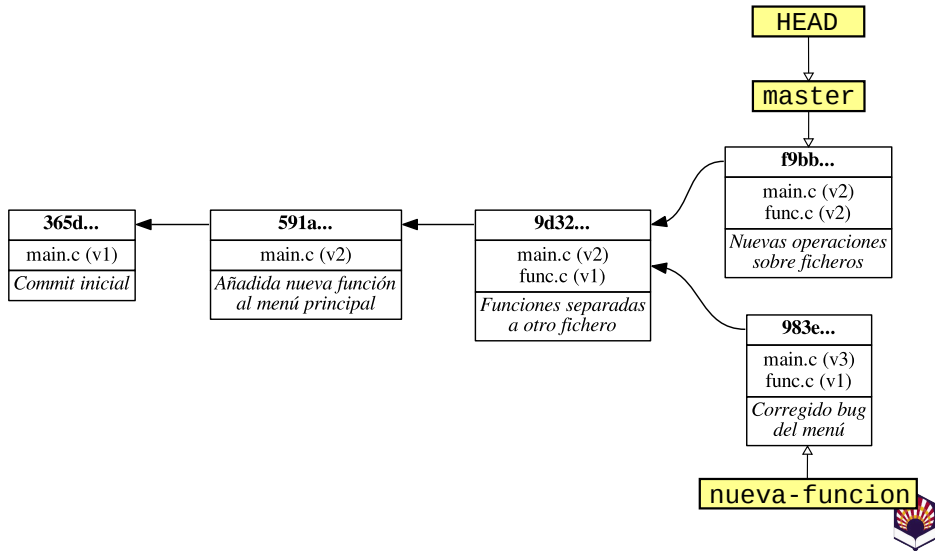 HEAD
master
f9bb...
main.c (v2)
func.c (v2)
Nuevas operaciones
sobre ficheros
365d...
main.c (v1)
Commit inicial
591a...
main.c (v2)
Añadida nueva función
al menú principal
9d32...
main.c (v2)
func.c (v1)
Funciones separadas
a otro fichero
983e...
main.c (v3)
func.c (v1)
Corregido bug
del menú
nueva-funcion